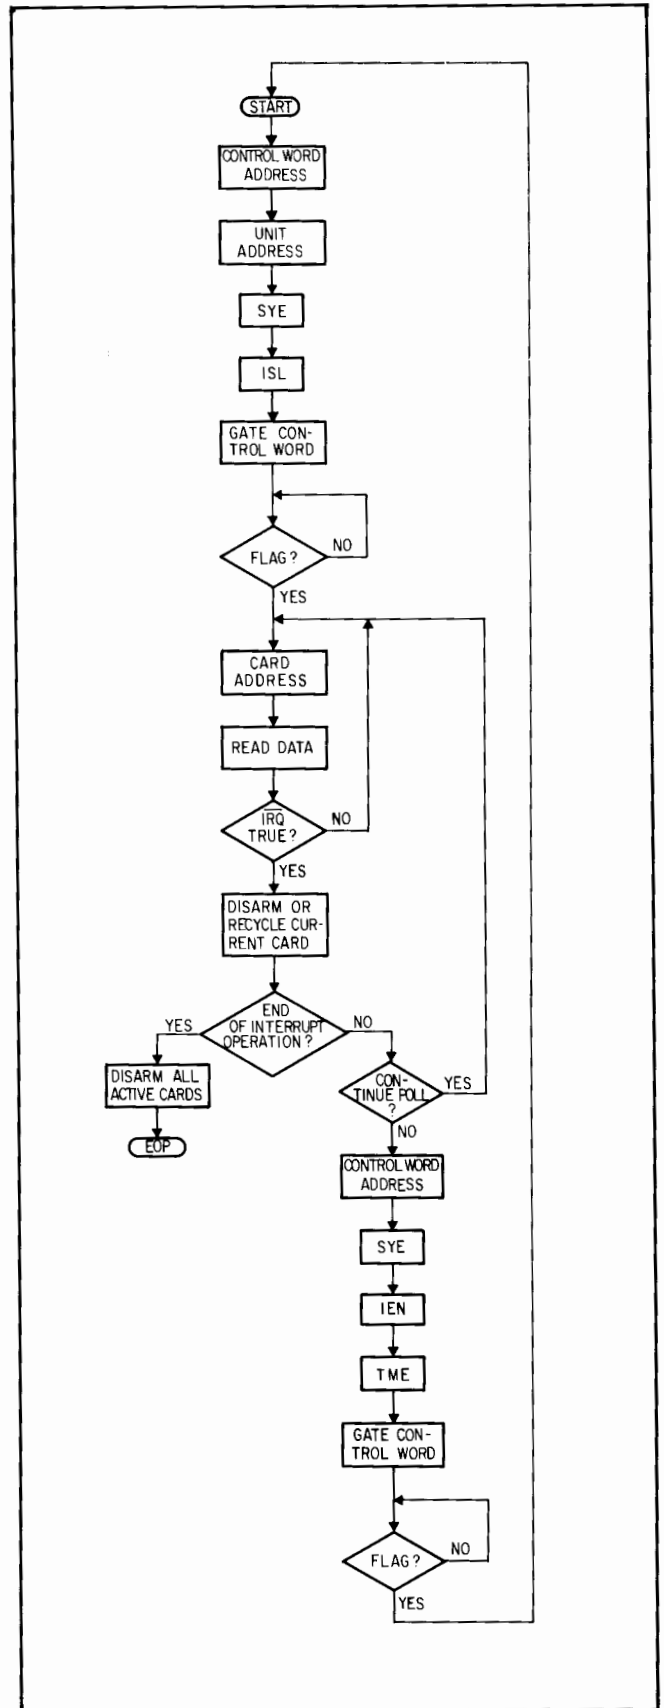 START
CONTROL WORD
ADDRESS
UNIT
ADDRESS
SYE
ISL
GATE CON-
TROL WORD
FLAG?
NO
YES
CARD
ADDRESS
READ DATA
I̅R̅Q̅
TRUE?
NO
YES
DISARM OR
RECYCLE CUR-
RENT CARD
END
OF INTERRUPT
OPERATION?
YES
NO
DISARM ALL
ACTIVE CARDS
EOP
CON-
TINUE POLL
?
YES
NO
CONTROL WORD
ADDRESS
SYE
IEN
TME
GATE CON-
TROL WORD
FLAG?
NO
YES